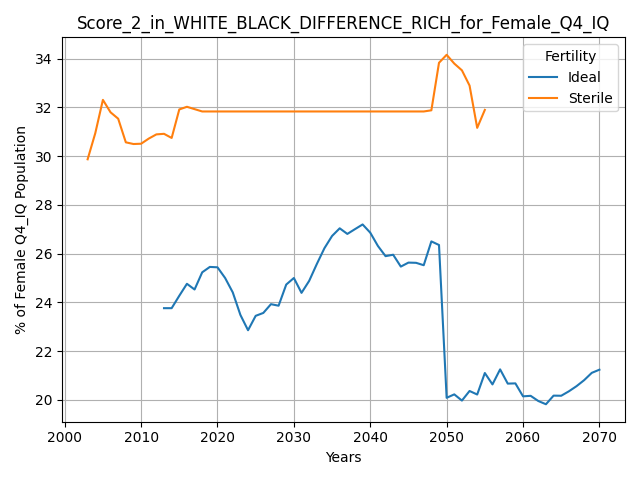 Score_2_in_WHITE_BLACK_DIFFERENCE_RICH_for_Female_Q4_IQ
Fertility
Ideal
Sterile
% of Female Q4_IQ Population
34
32
30
28
26
24
22
20
2000 2010 2020 2030 2040 2050 2060 2070
Years